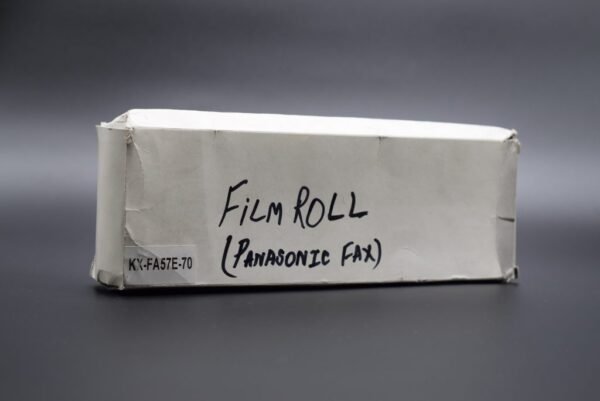 FILM ROLL
(PANASONIC FAX)
KX-FA57E-70